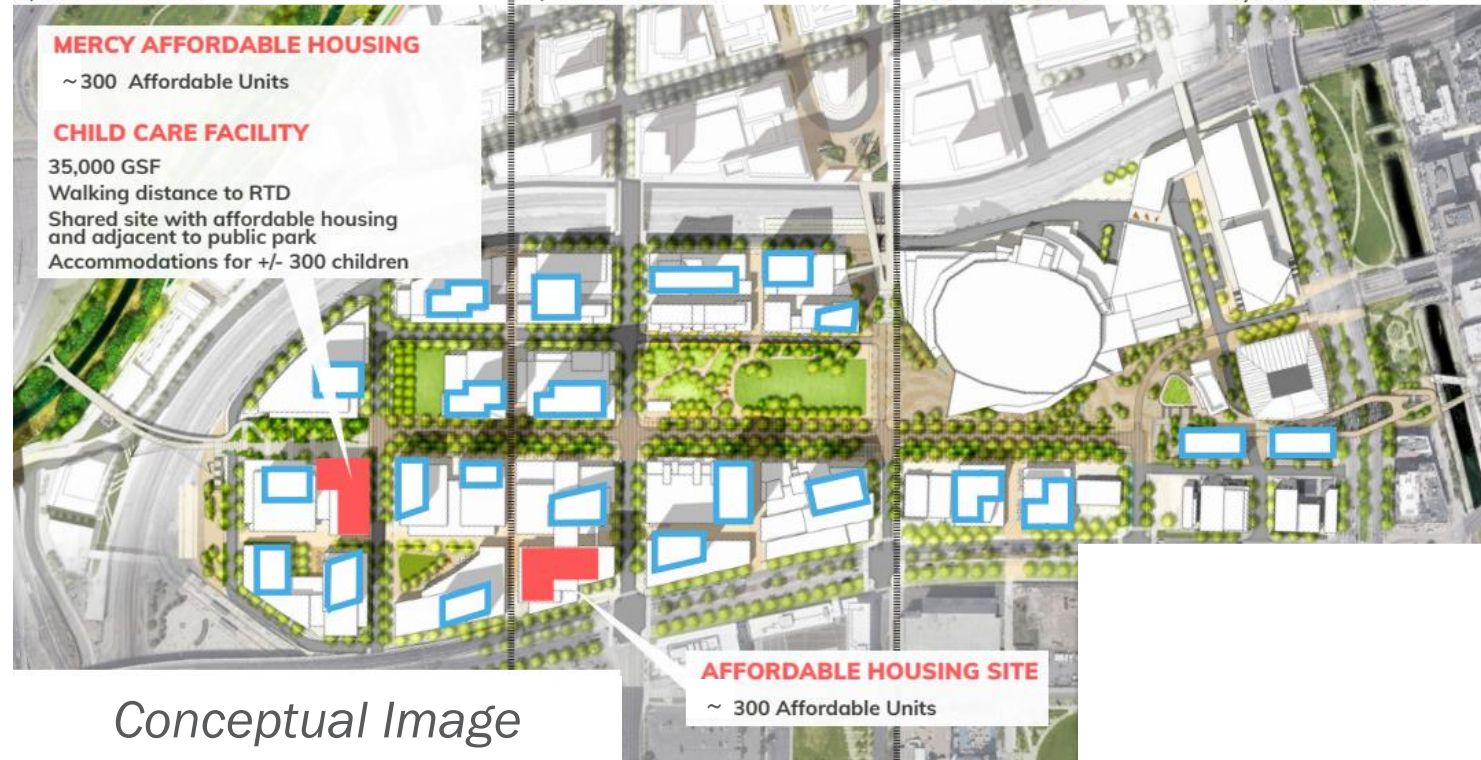 MERCY AFFORDABLE HOUSING
~300 Affordable Units
CHILD CARE FACILITY
35,000 GSF
Walking distance to RTD
Shared site with affordable housing
and adjacent to public park
Accommodations for +/- 300 children
AFFORDABLE HOUSING SITE
~ 300 Affordable Units
Conceptual Image